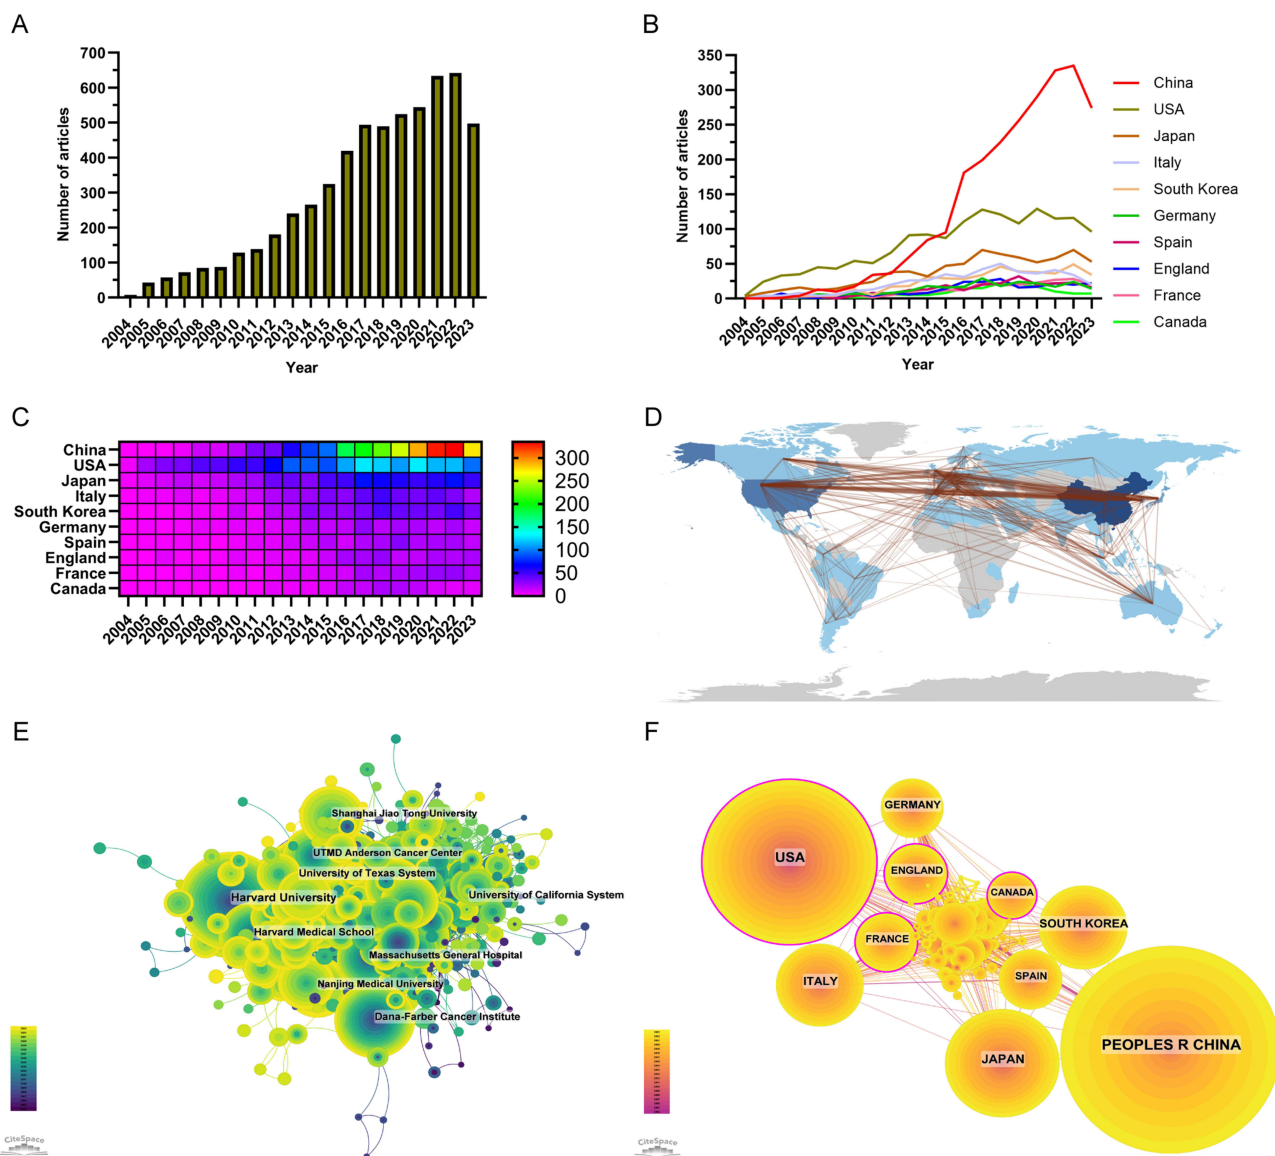 A
700
600
500
400
300
200
100
0
Number of articles
2004
2005
2006
2007
2008
2009
2010
2011
2012
2013
2014
2015
2016
2017
2018
2019
2020
2021
2022
2023
Year
B
350
300
250
200
150
100
50
0
Number of articles
2004
2005
2006
2007
2008
2009
2010
2011
2012
2013
2014
2015
2016
2017
2018
2019
2020
2021
2022
2023
Year
China
USA
Japan
Italy
South Korea
Germany
Spain
England
France
Canada
C
China
USA
Japan
Italy
South Korea
Germany
Spain
England
France
Canada
2004
2005
2006
2007
2008
2009
2010
2011
2012
2013
2014
2015
2016
2017
2018
2019
2020
2021
2022
2023
300
250
200
150
100
50
0
D
E
Shanghai Jiao Tong University
UTMD Anderson Cancer Center
University of Texas System
Harvard University
University of California System
Harvard Medical School
Massachusetts General Hospital
Nanjing Medical University
Dana-Farber Cancer Institute
CiteSpace
F
GERMANY
USA
ENGLAND
CANADA
SOUTH KOREA
FRANCE
SPAIN
ITALY
PEOPLES R CHINA
JAPAN
CiteSpace